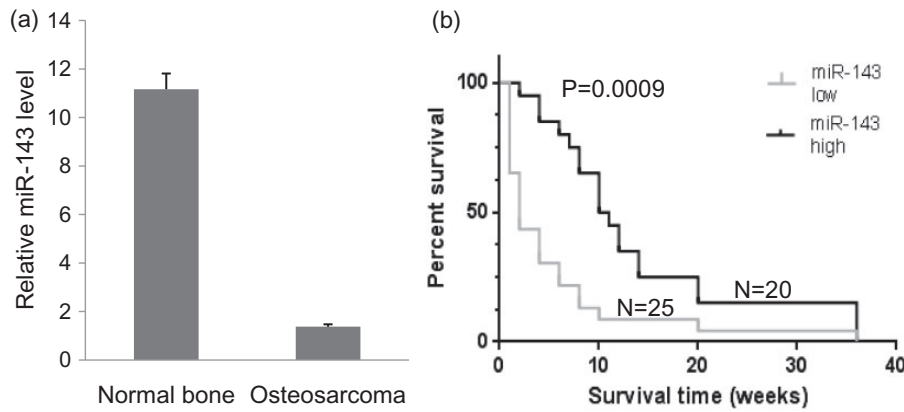 (a)
Relative miR-143 level
14
12
10
8
6
4
2
0
Normal bone
Osteosarcoma
(b)
Percent survival
100
50
0
P=0.0009
miR-143
low
miR-143
high
N=25
N=20
0
10
20
30
40
Survival time (weeks)